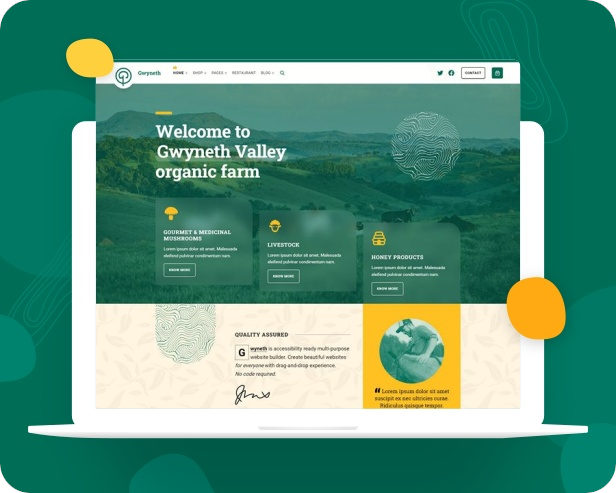 Gwyneth
HOME SHOP PAGES RESTAURANT BLOG
CONTACT
Welcome to
Gwyneth Valley
organic farm
GOURMET & MEDICINAL
MUSHROOMS
Lorem ipsum dolor sit amet. Malesuada
eleifend pulvinar condimentum nam.
KNOW MORE
LIVESTOCK
Lorem ipsum dolor sit amet. Malesuada
eleifend pulvinar condimentum nam.
KNOW MORE
HONEY PRODUCTS
Lorem ipsum dolor sit amet. Malesuada
eleifend pulvinar condimentum nam.
KNOW MORE
QUALITY ASSURED
Gwyneth is accessibility ready multi-purpose
website builder. Create beautiful websites
for everyone with drag-and-drop experience.
No code required.
"Lorem ipsum dolor sit amet
suscipit ex nec ultricies curae.
Ridiculus quisque tempor.